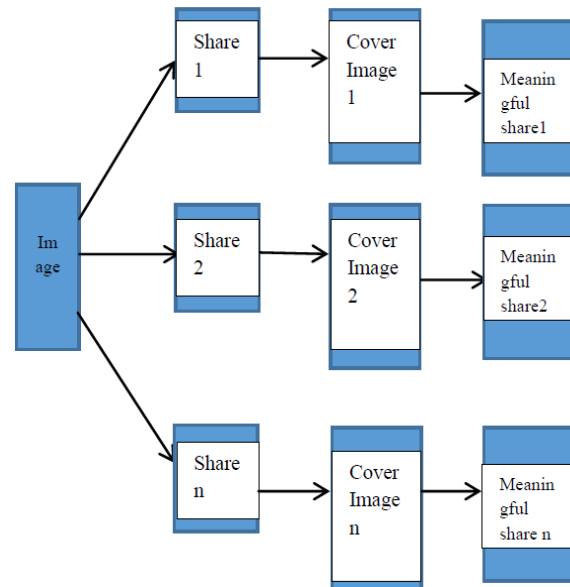 Share
1
Cover
Image
1
Meanin
gful
share1
Im
age
Share
2
Cover
Image
2
Meanin
gful
share2
Share
n
Cover
Image
n
Meanin
gful
share n